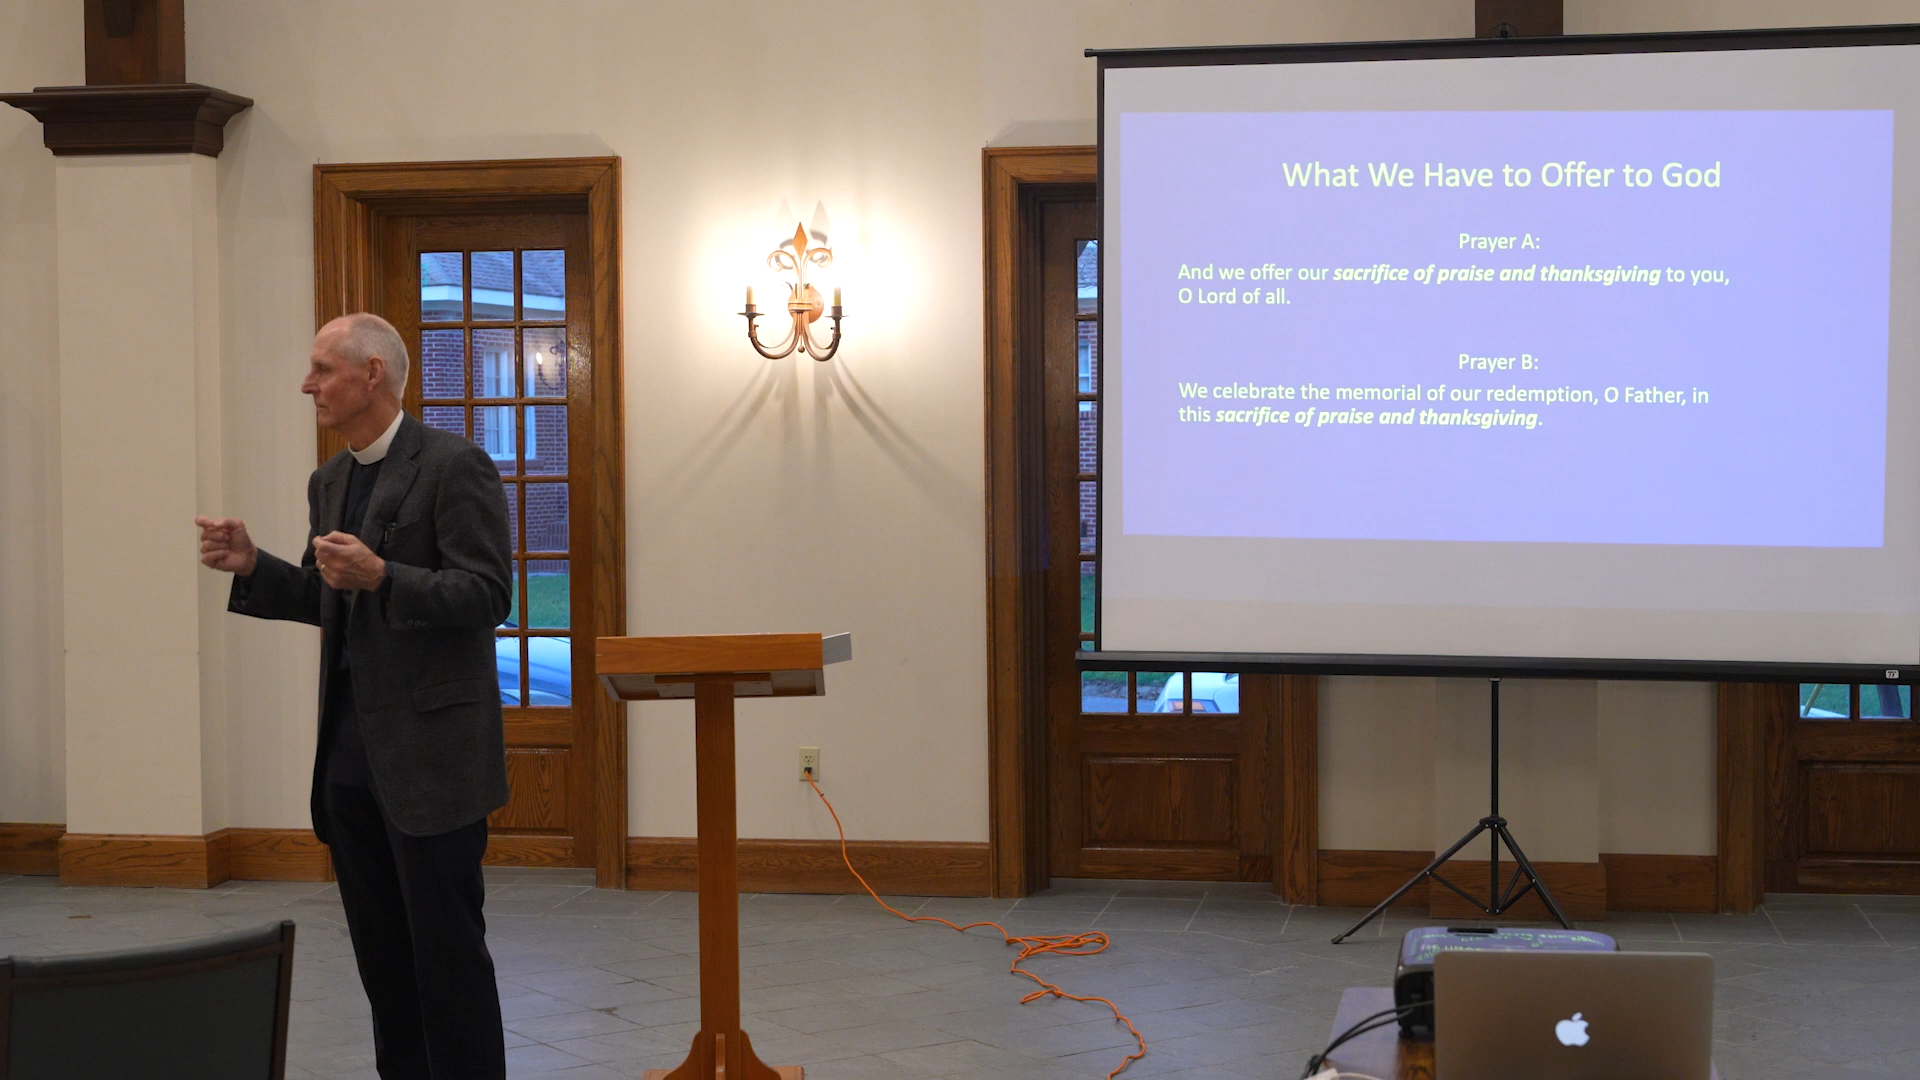 What We Have to Offer to God
Prayer A:
And we offer our sacrifice of praise and thanksgiving to you,
O Lord of all.
Prayer B:
We celebrate the memorial of our redemption, O Father, in
this sacrifice of praise and thanksgiving.